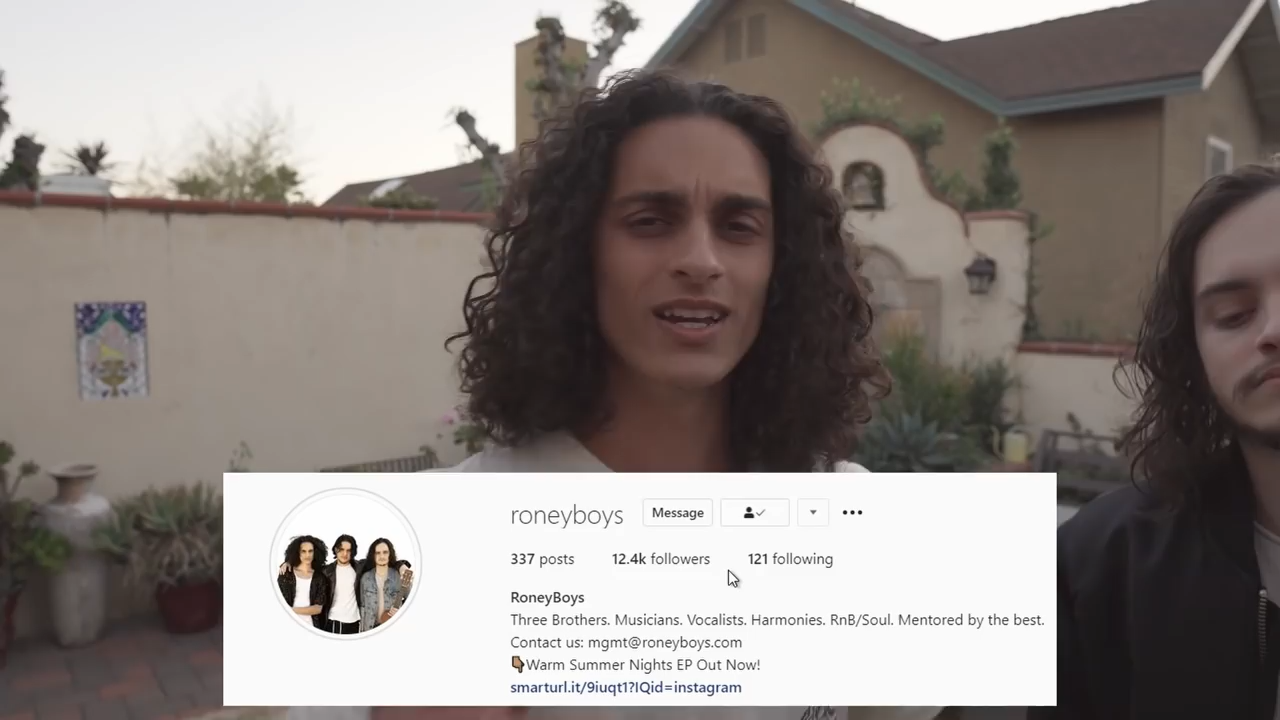 roneyboys Message
337 posts 12.4k followers 121 following
RoneyBoys
Three Brothers. Musicians. Vocalists. Harmonies. RnB/Soul. Mentored by the best.
Contact us: mgmt@roneyboys.com
👇🏽Warm Summer Nights EP Out Now!
smarturl.it/9iuqt1?IQid=instagram